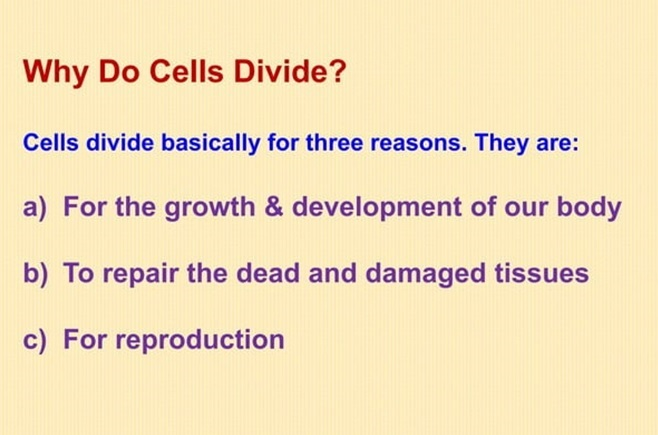 Why Do Cells Divide?
Cells divide basically for three reasons. They are:
a) For the growth & development of our body
b) To repair the dead and damaged tissues
c) For reproduction